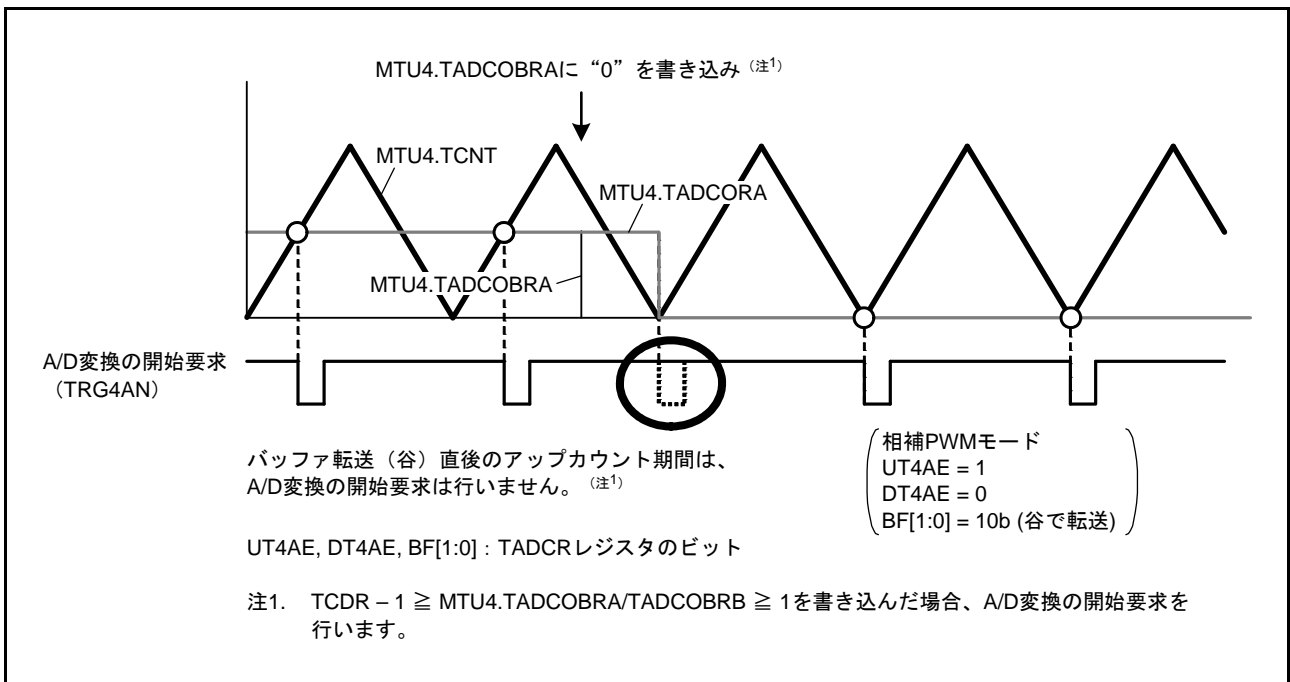 MTU4.TADCOBRAに“0”を書き込み（注1）
MTU4.TCNT
MTU4.TADCORA
MTU4.TADCOBRA
A/D変換の開始要求
（TRG4AN）
バッファ転送（谷）直後のアップカウント期間は、
A/D変換の開始要求は行いません。（注1）
相補PWMモード
UT4AE = 1
DT4AE = 0
BF[1:0] = 10b (谷で転送)
UT4AE, DT4AE, BF[1:0]：TADCRレジスタのビット
注1. TCDR – 1 ≧ MTU4.TADCOBRA/TADCOBRB ≧ 1を書き込んだ場合、A/D変換の開始要求を
行います。